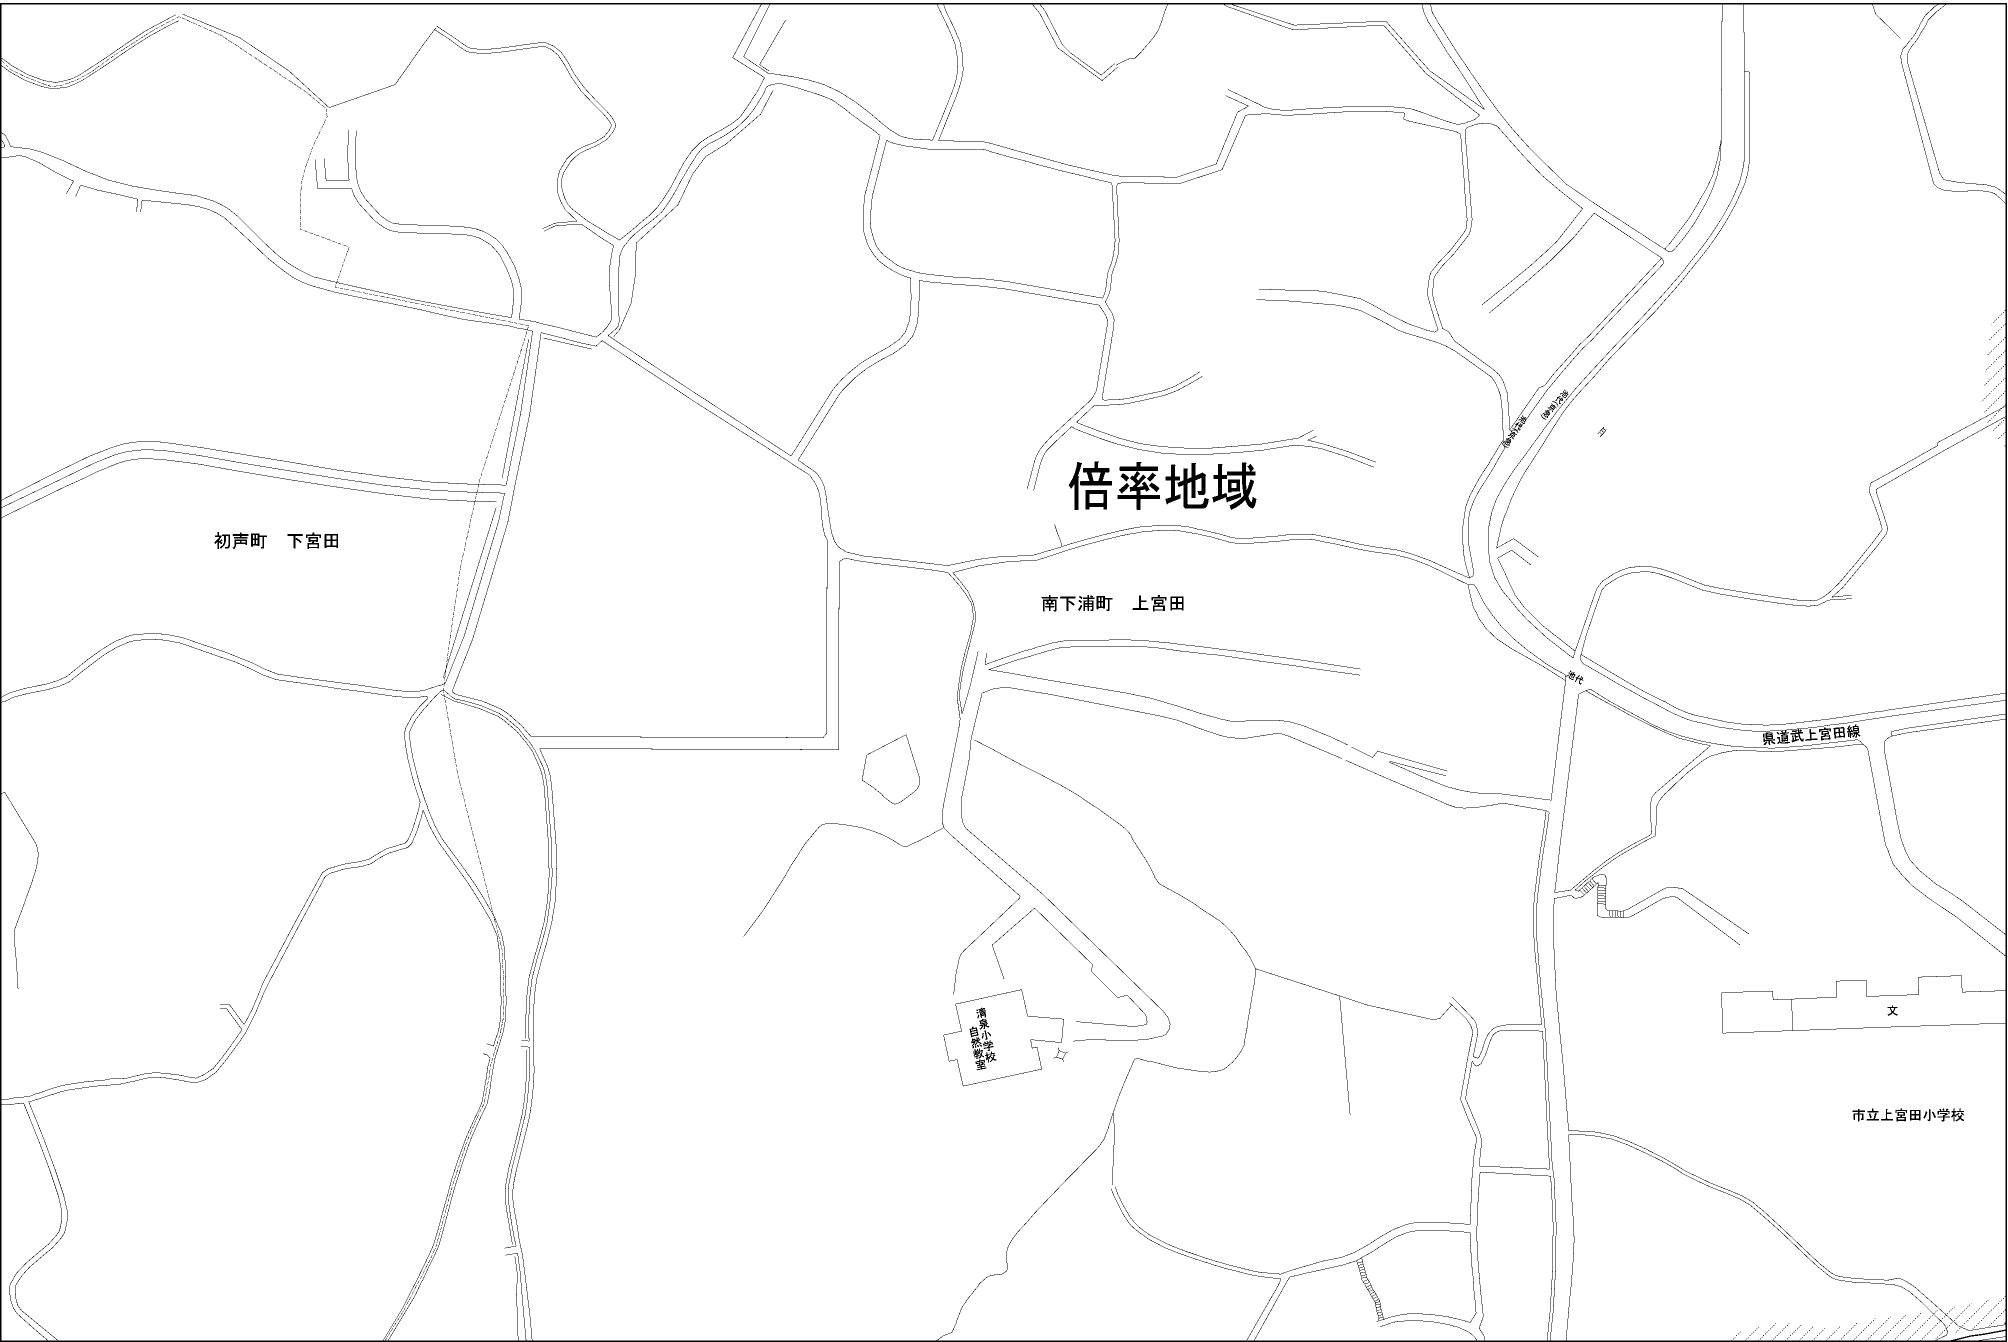 倍率地域
初声町　下宮田
南下浦町　上宮田
池代
県道武上宮田線
清泉小学校
自然教室
文
市立上宮田小学校